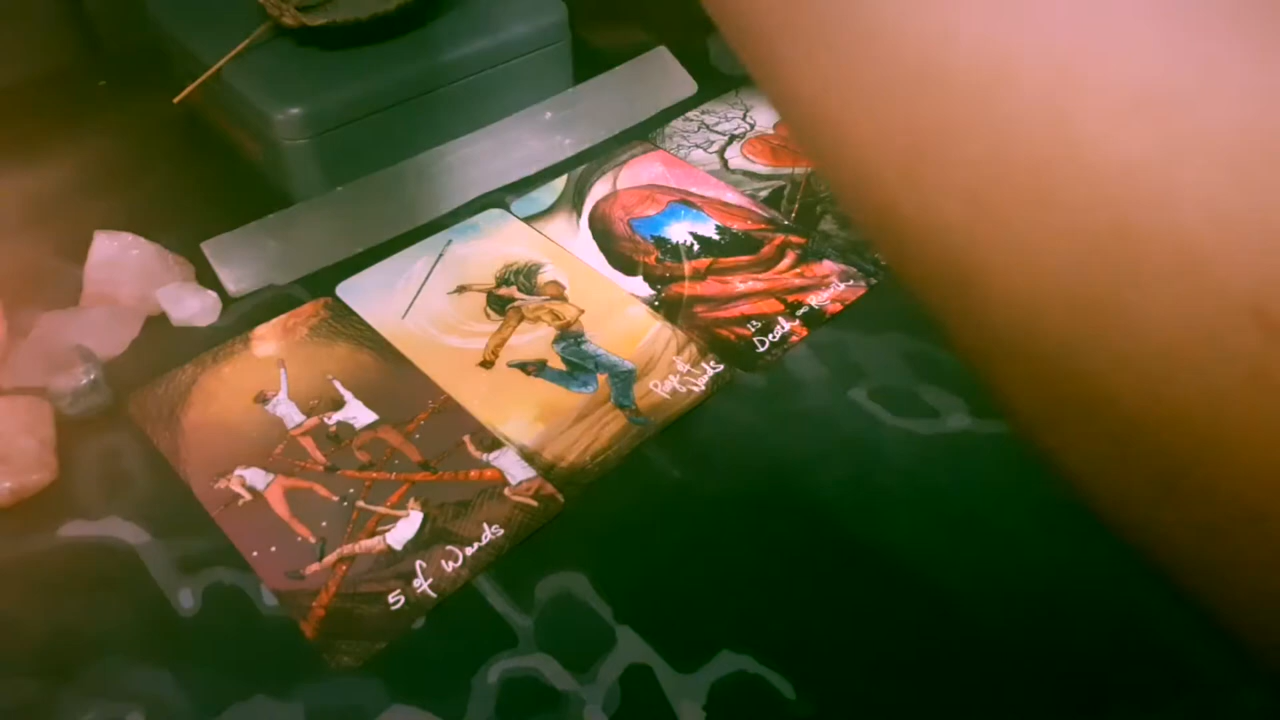 5 of Wands
Page of
Wands
13
Death ∞ Rebirth